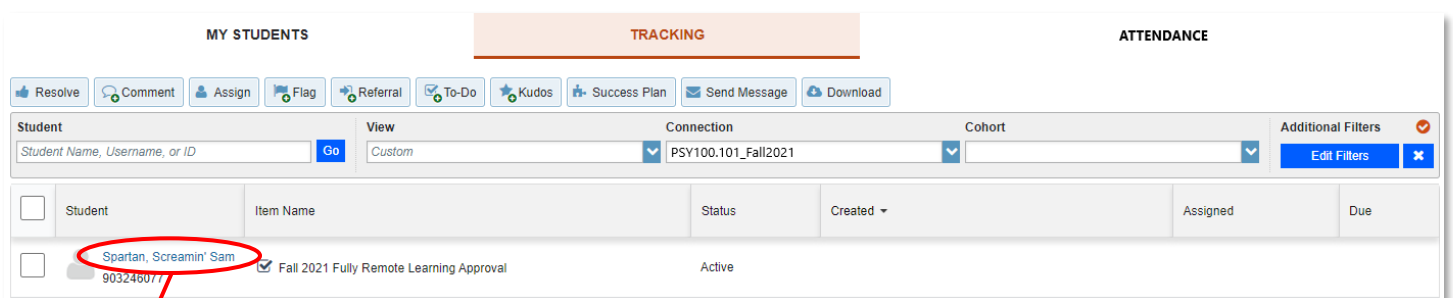 MY STUDENTS TRACKING ATTENDANCE
Resolve Comment Assign Flag Referral To-Do Kudos Success Plan Send Message Download
Student View Connection Cohort Additional Filters
Student Name, Username, or ID Go Custom PSY100.101_Fall2021 Edit Filters
Student Item Name Status Created Assigned Due
Spartan, Screamin' Sam Fall 2021 Fully Remote Learning Approval Active
903246077